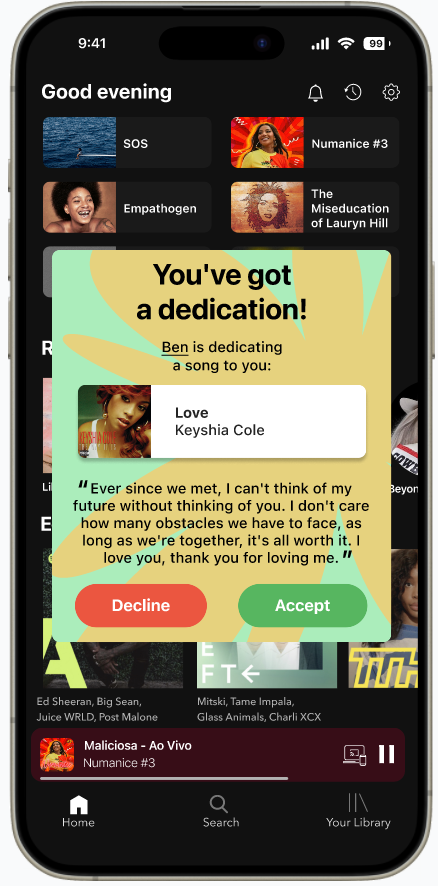 9:41
99
Good evening
SOS
Numanice #3
Empathogen
The
Miseducation
of Lauryn Hill
You've got
a dedication!
Ben is dedicating
a song to you:
KEYSHIA COLE
Love
Keyshia Cole
"Ever since we met, I can't think of my
future without thinking of you. I don't care
how many obstacles we have to face, as
long as we're together, it's all worth it. I
love you, thank you for loving me."
Decline
Accept
Ed Sheeran, Big Sean,
Juice WRLD, Post Malone
Mitski, Tame Impala,
Glass Animals, Charli XCX
Maliciosa - Ao Vivo
Numanice #3
Home
Search
Your Library